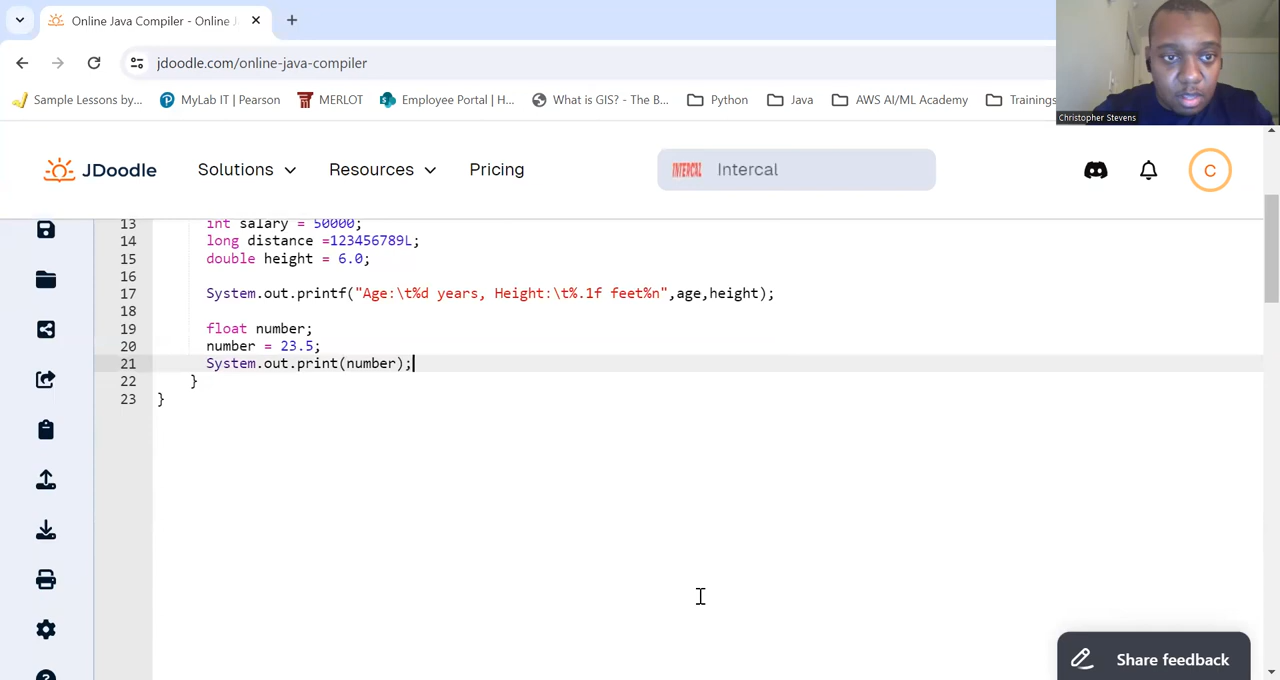 Online Java Compiler - Online J
jdoodle.com/online-java-compiler
Sample Lessons by... MyLab IT | Pearson MERLOT Employee Portal | H... What is GIS? - The B... Python Java AWS AI/ML Academy Trainings
Christopher Stevens
JDoodle Solutions Resources Pricing INTERCAL Intercal C
13 int salary = 50000;
14 long distance =123456789L;
15 double height = 6.0;
16
17 System.out.printf("Age:\t%d years, Height:\t%.1f feet%n",age,height);
18
19 float number;
20 number = 23.5;
21 System.out.print(number);
22 }
23 }
Share feedback